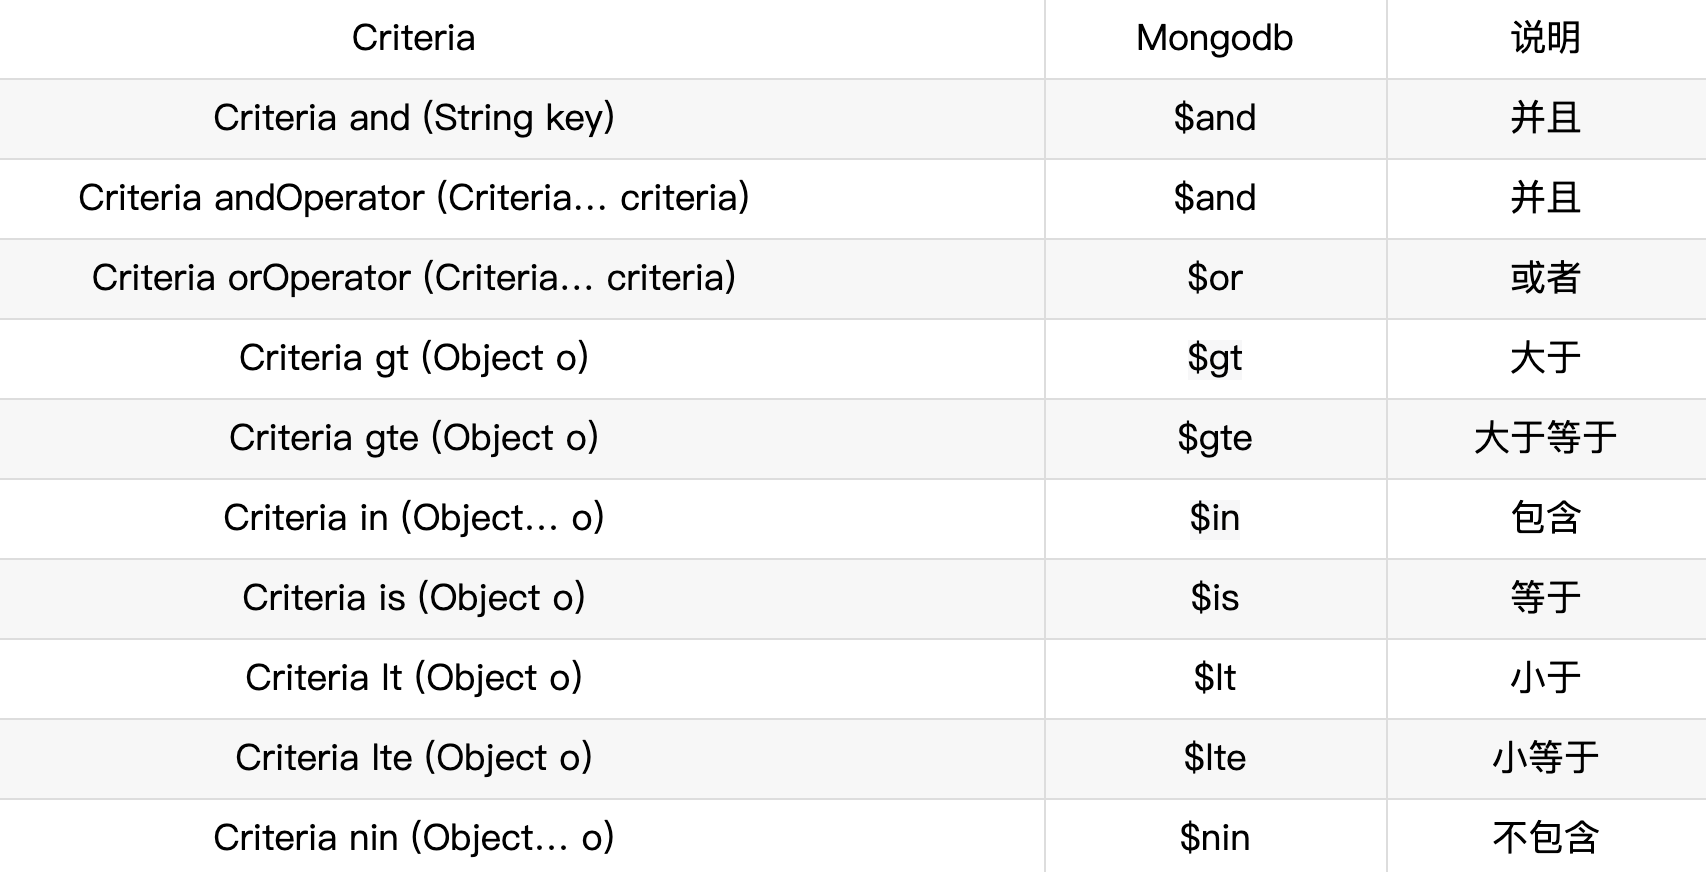 Criteria Mongodb 说明
Criteria and (String key) $and 并且
Criteria andOperator (Criteria… criteria) $and 并且
Criteria orOperator (Criteria… criteria) $or 或者
Criteria gt (Object o) $gt 大于
Criteria gte (Object o) $gte 大于等于
Criteria in (Object… o) $in 包含
Criteria is (Object o) $is 等于
Criteria lt (Object o) $lt 小于
Criteria lte (Object o) $lte 小等于
Criteria nin (Object… o) $nin 不包含